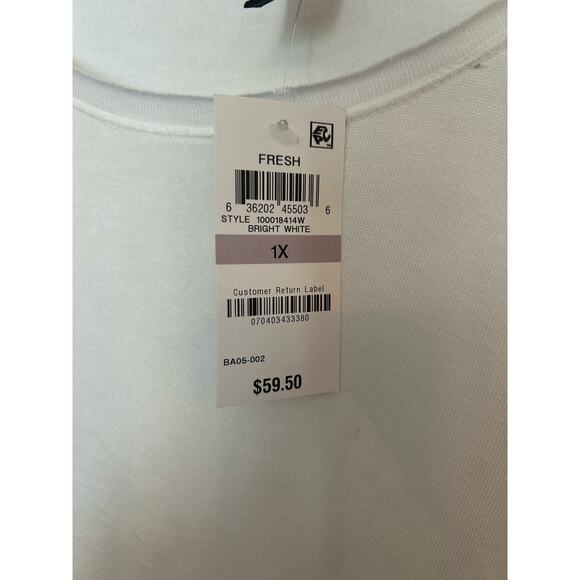 FRESH
6 36202 45503 6
STYLE 100018414W
BRIGHT WHITE
1X
Customer Return Label
070403433380
BA05-002
$59.50